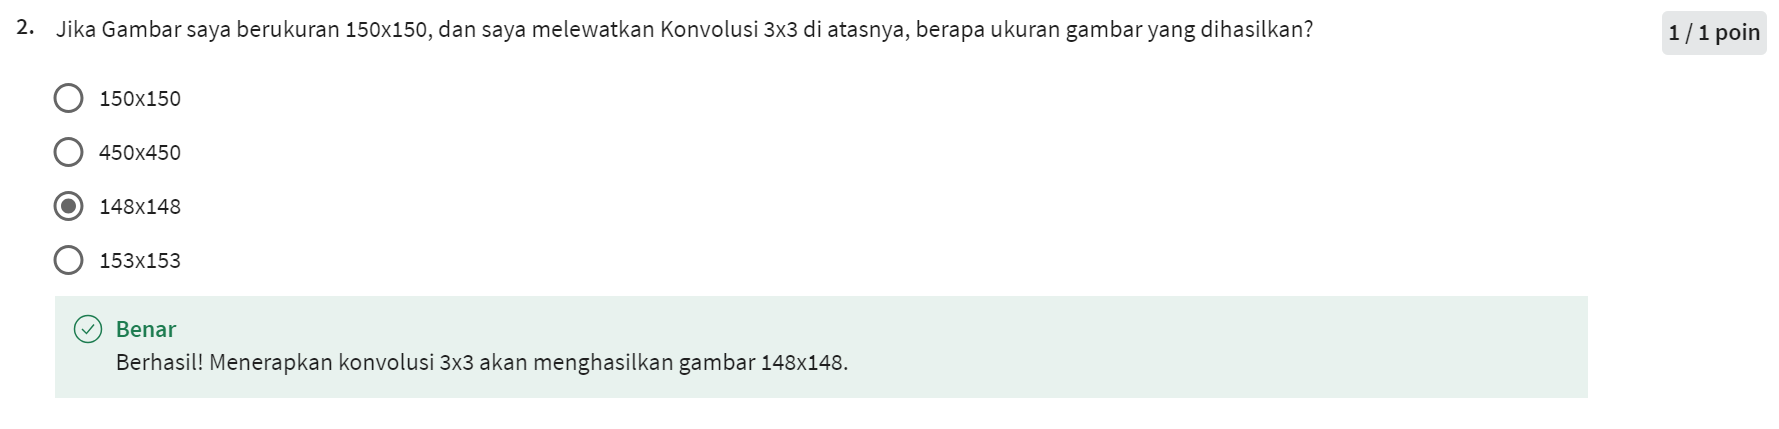 2. Jika Gambar saya berukuran 150x150, dan saya melewatkan Konvolusi 3x3 di atasnya, berapa ukuran gambar yang dihasilkan?
1 / 1 poin
150x150
450x450
148x148
153x153
Benar
Berhasil! Menerapkan konvolusi 3x3 akan menghasilkan gambar 148x148.